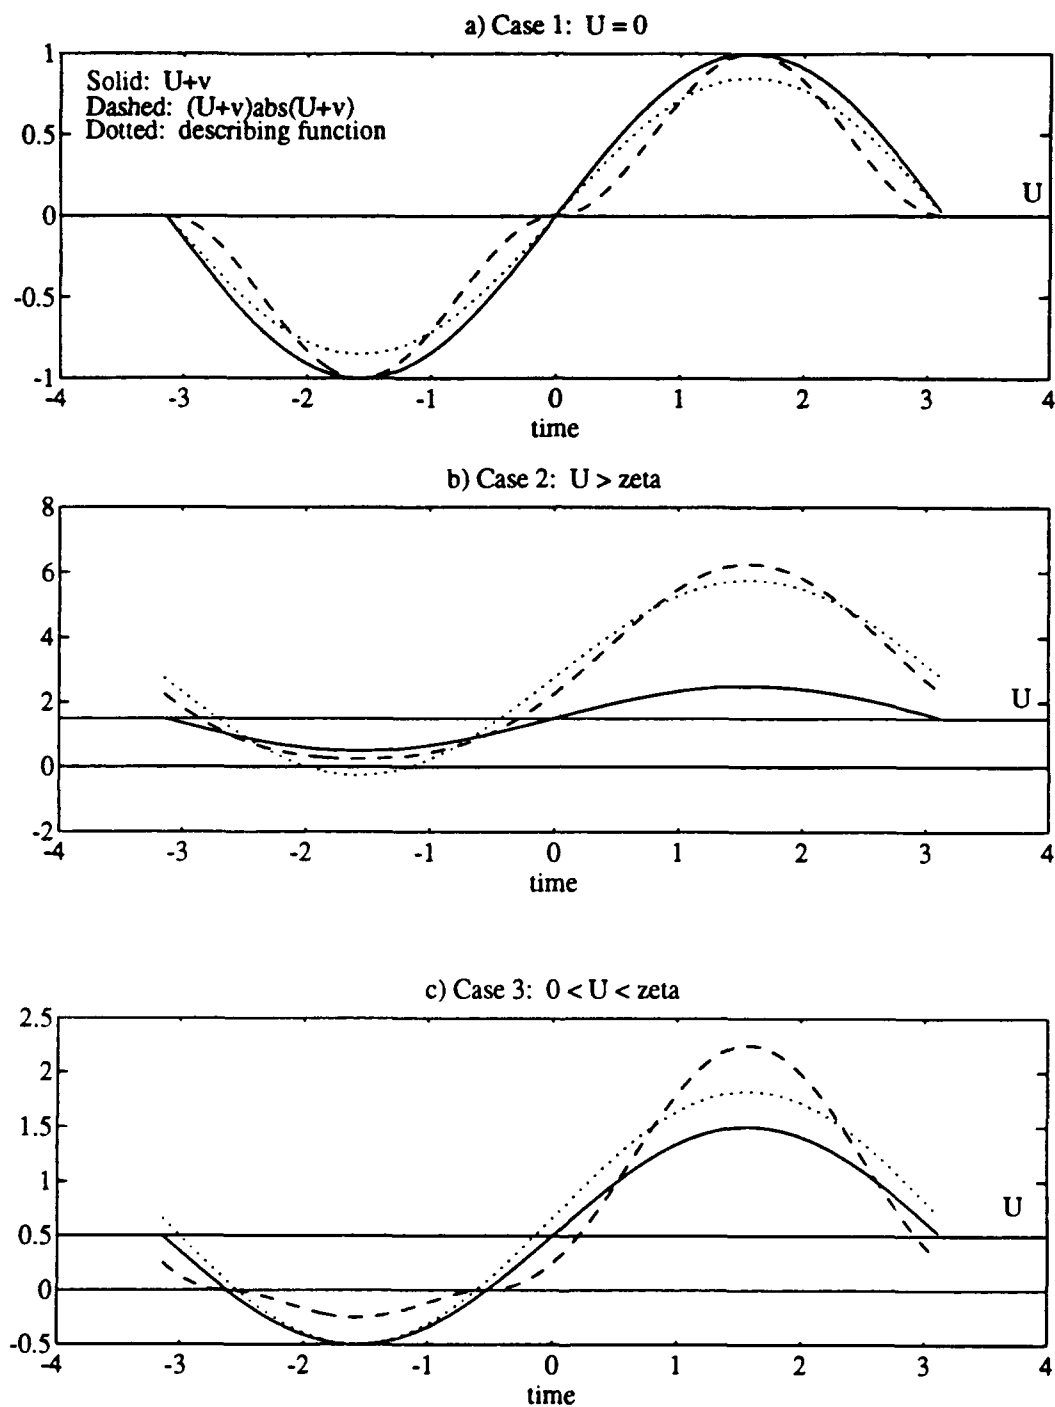 a) Case 1: U = 0
1
Solid: U+v
Dashed: (U+v)abs(U+v)
Dotted: describing function
0.5
U
0
-0.5
-1
-4 -3 -2 -1 0 1 2 3 4
time
b) Case 2: U > zeta
8
6
4
2
U
0
-2
-4 -3 -2 -1 0 1 2 3 4
time
c) Case 3: 0 < U < zeta
2.5
2
1.5
1
U
0.5
0
-0.5
-4 -3 -2 -1 0 1 2 3 4
time